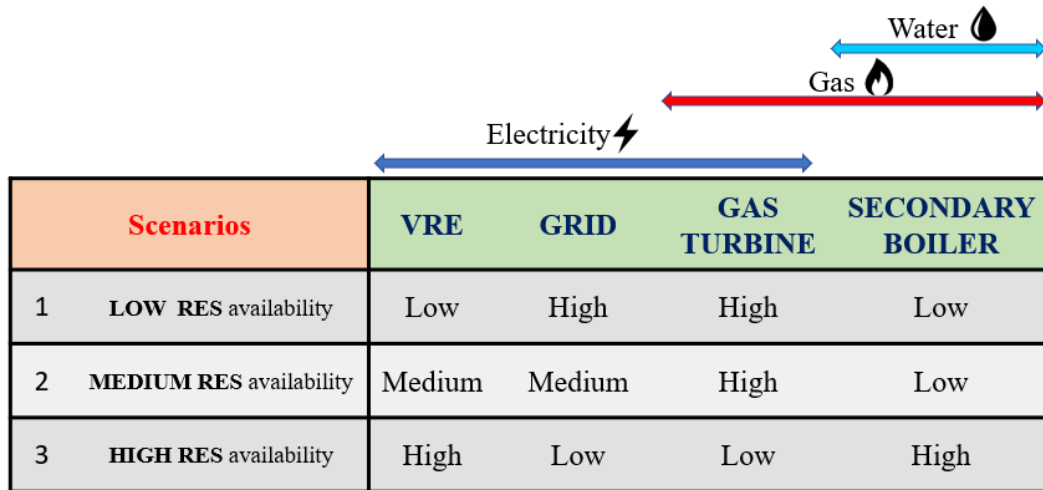 Water
Gas
Electricity
Scenarios VRE GRID GAS TURBINE SECONDARY BOILER
1 LOW RES availability Low High High Low
2 MEDIUM RES availability Medium Medium High Low
3 HIGH RES availability High Low Low High